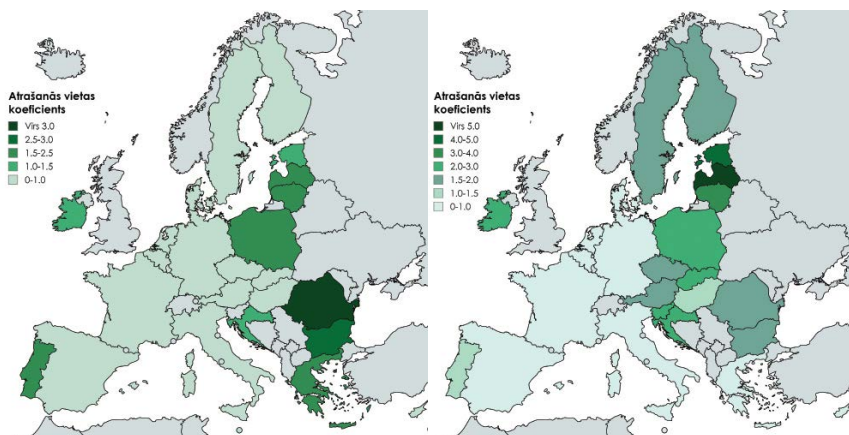 Atrašanās vietas
koeficients
Virs 3.0
2.5-3.0
1.5-2.5
1.0-1.5
0-1.0
Atrašanās vietas
koeficients
Virs 5.0
4.0-5.0
3.0-4.0
2.0-3.0
1.5-2.0
1.0-1.5
0-1.0